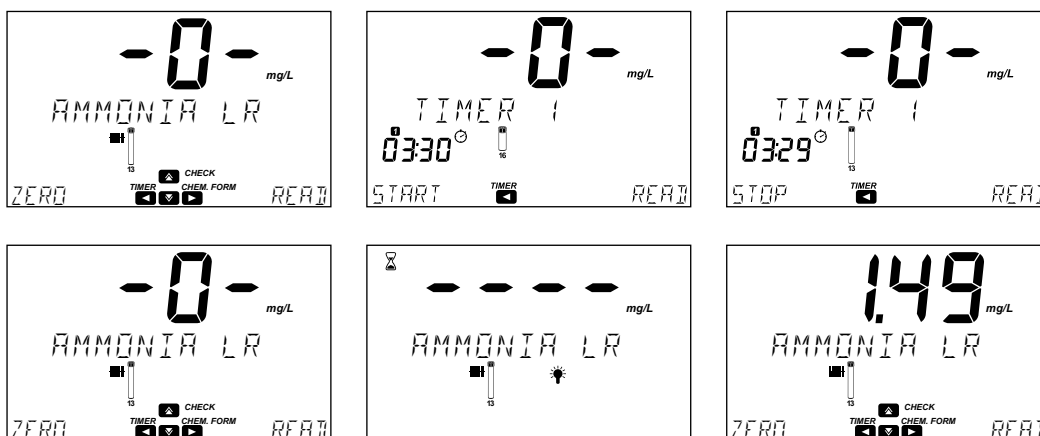 -0-
mg/L
AMMONIA LR
13
CHECK
TIMER CHEM. FORM
ZERO READ
-0-
mg/L
TIMER 1
1
03:30
16
TIMER
START READ
-0-
mg/L
TIMER 1
1
03:29
13
TIMER
STOP READ
-0-
mg/L
AMMONIA LR
13
CHECK
TIMER CHEM. FORM
ZERO READ
- - - -
mg/L
AMMONIA LR
13
1.49
mg/L
AMMONIA LR
13
CHECK
TIMER CHEM. FORM
ZERO READ